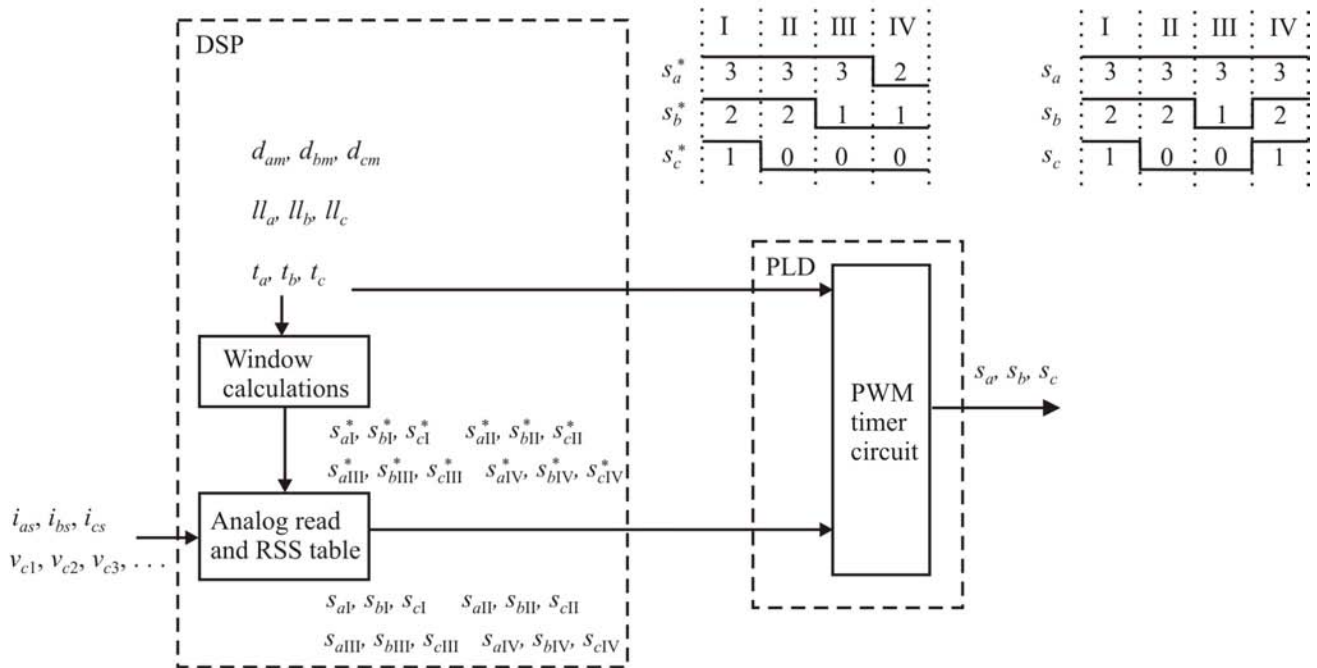 DSP
d_am, d_bm, d_cm
ll_a, ll_b, ll_c
t_a, t_b, t_c
Window
calculations
s*_aI, s*_bI, s*_cI s*_aII, s*_bII, s*_cII
s*_aIII, s*_bIII, s*_cIII s*_aIV, s*_bIV, s*_cIV
i_as, i_bs, i_cs
v_c1, v_c2, v_c3, . . .
Analog read
and RSS table
s_aI, s_bI, s_cI s_aII, s_bII, s_cII
s_aIII, s_bIII, s_cIII s_aIV, s_bIV, s_cIV
I II III IV
s*_a 3 3 3 2
s*_b 2 2 1 1
s*_c 1 0 0 0
I II III IV
s_a 3 3 3 3
s_b 2 2 1 2
s_c 1 0 0 1
PLD
PWM
timer
circuit
s_a, s_b, s_c